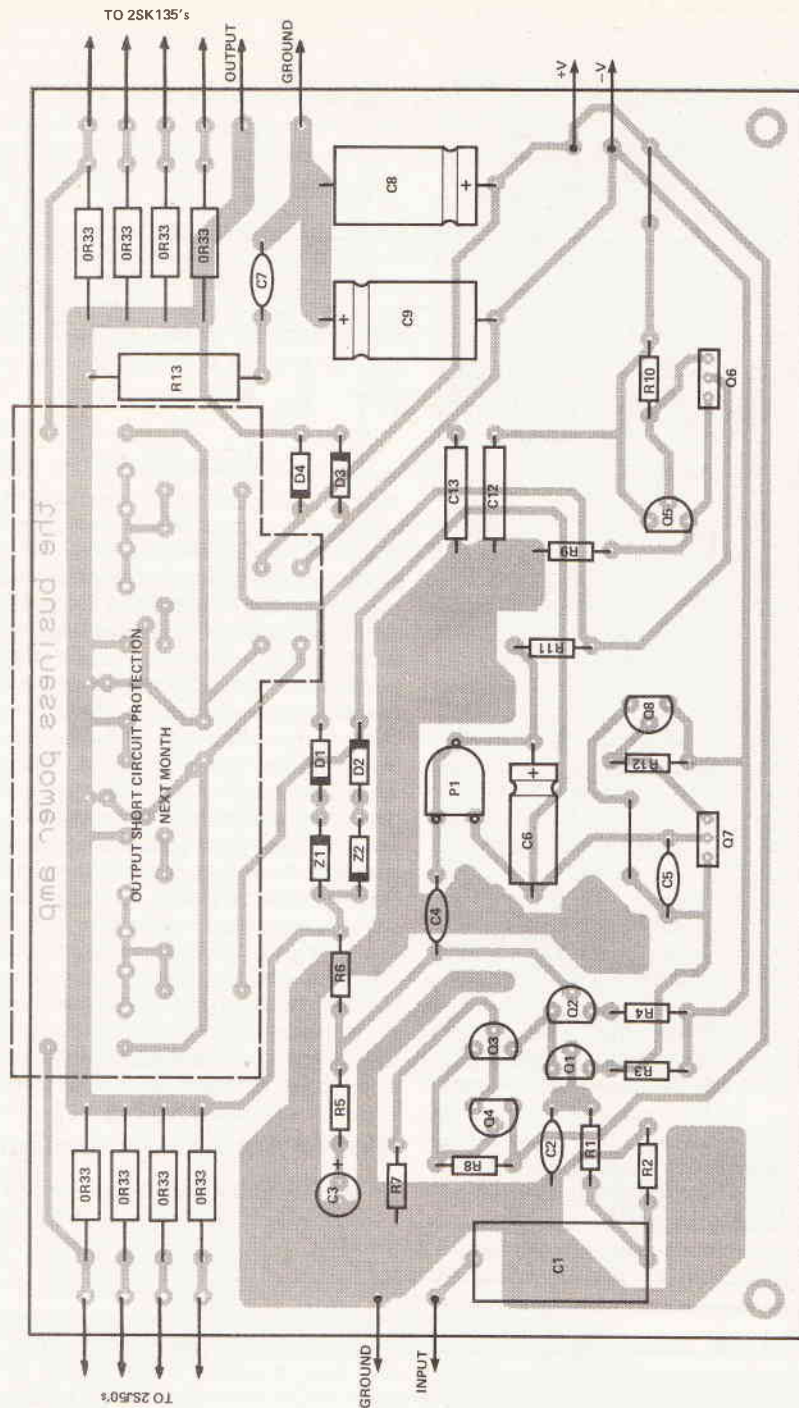 TO 2SK135's
OUTPUT
GROUND
+V
−V
0R33
0R33
0R33
0R33
C7
C8
+
C9
+
R13
R10
Q6
D4
D3
C13
C12
Q5
R9
R11
the business power amp
OUTPUT SHORT CIRCUIT PROTECTION
NEXT MONTH
D1
D2
Z1
Z2
P1
+
C6
Q8
R12
Q7
C5
C4
R6
R5
+
C3
R7
Q3
Q4
R8
Q2
Q1
R4
R3
C2
R1
R2
C1
0R33
0R33
0R33
0R33
TO 2SJ50's
GROUND
INPUT